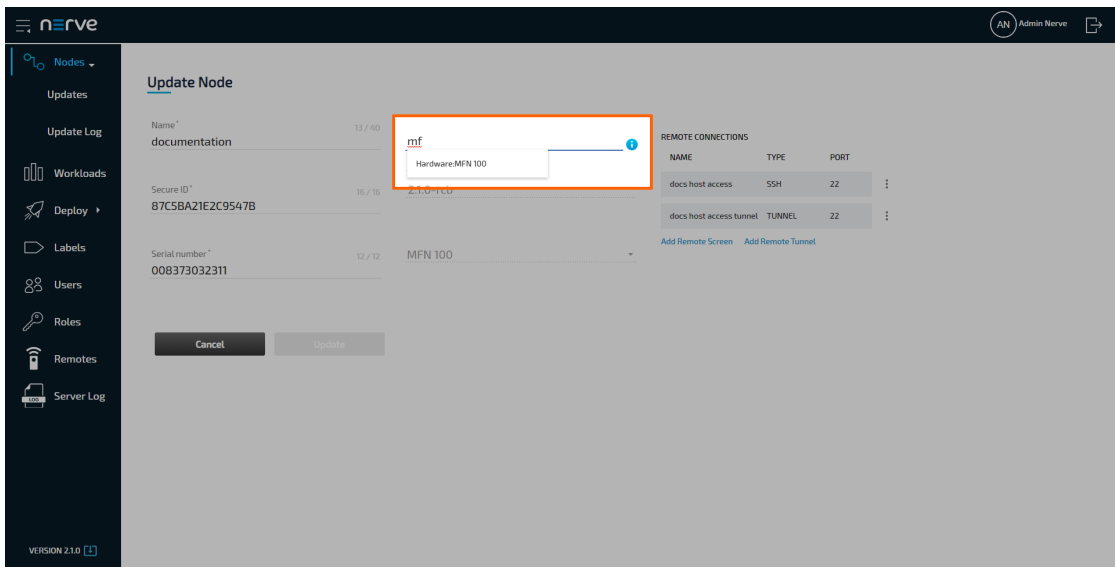 nerve
AN Admin Nerve
Nodes
Updates
Update Log
Workloads
Deploy
Labels
Users
Roles
Remotes
LOG Server Log
VERSION 2.1.0
Update Node
Name*
13 / 40
documentation
Secure ID*
16 / 16
87C5BA21E2C9547B
Serial number*
12 / 12
008373032311
Cancel
Update
mf
Hardware:MFN 100
MFN 100
REMOTE CONNECTIONS
NAME TYPE PORT
docs host access SSH 22
docs host access tunnel TUNNEL 22
Add Remote Screen Add Remote Tunnel